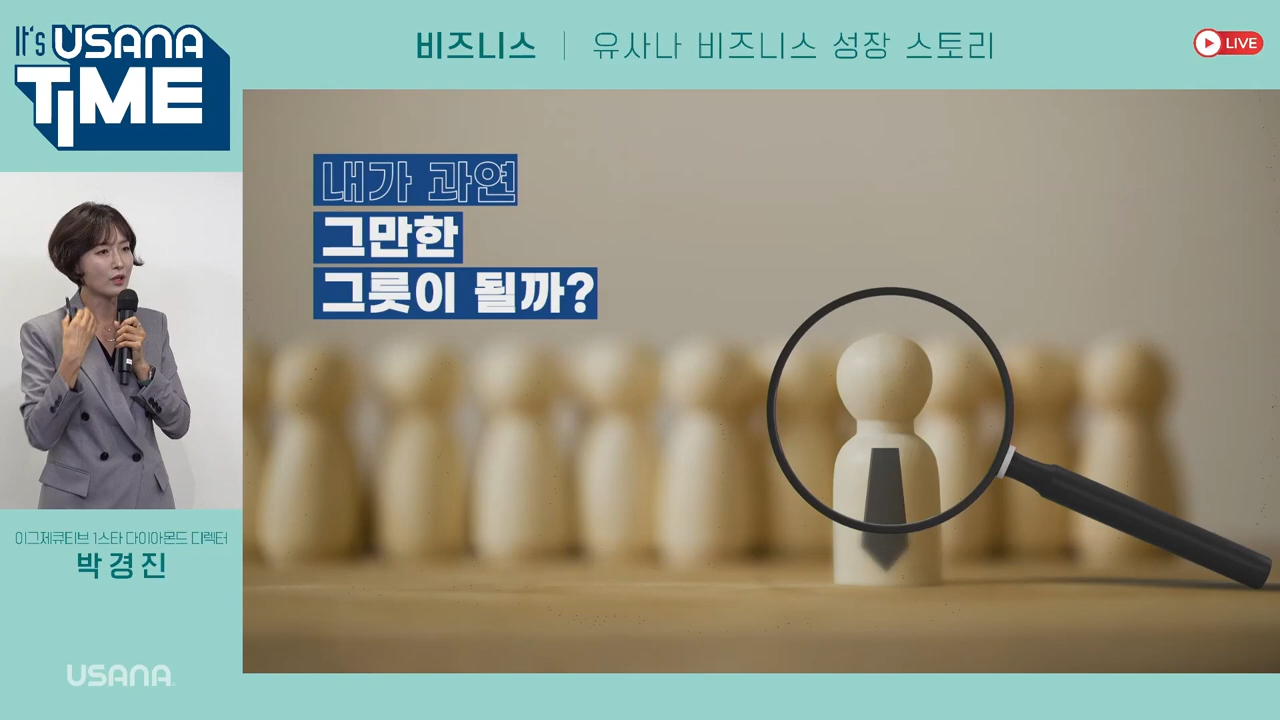 It's USANA
TIME
비즈니스 | 유사나 비즈니스 성장 스토리
LIVE
내가 과연
그만한
그릇이 될까?
이그제큐티브 1스타 다이아몬드 디렉터
박경진
USANA